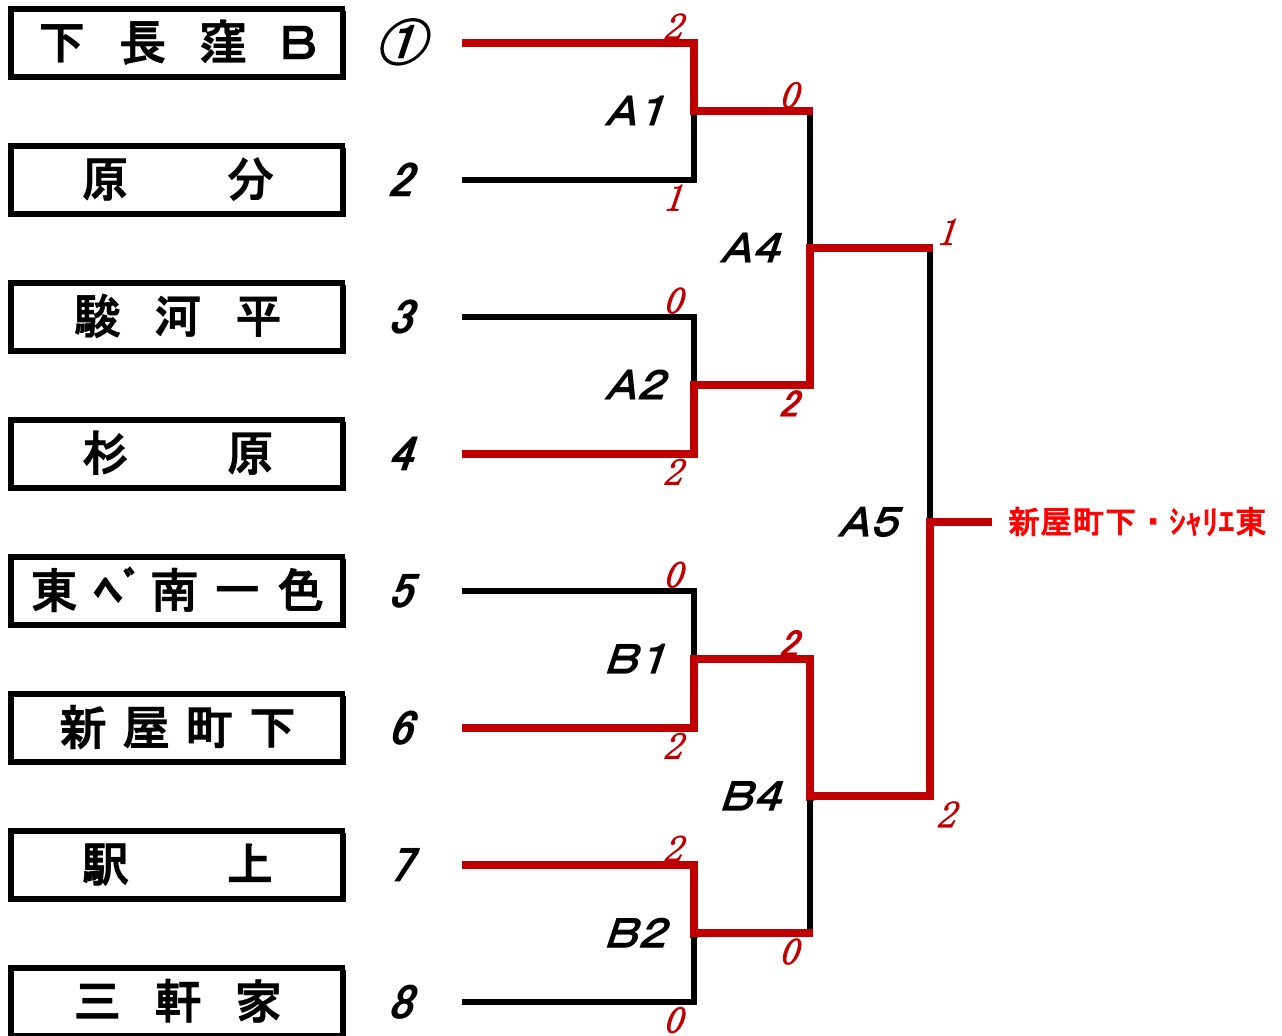 下長窪B ① 2
A1 0
原分 2 1
A4 1
駿河平 3 0
A2 2
杉原 4 2
A5 新屋町下・シャリエ東
東ベ南一色 5 0
B1 2
新屋町下 6 2
B4 2
駅上 7 2
B2 0
三軒家 8 0